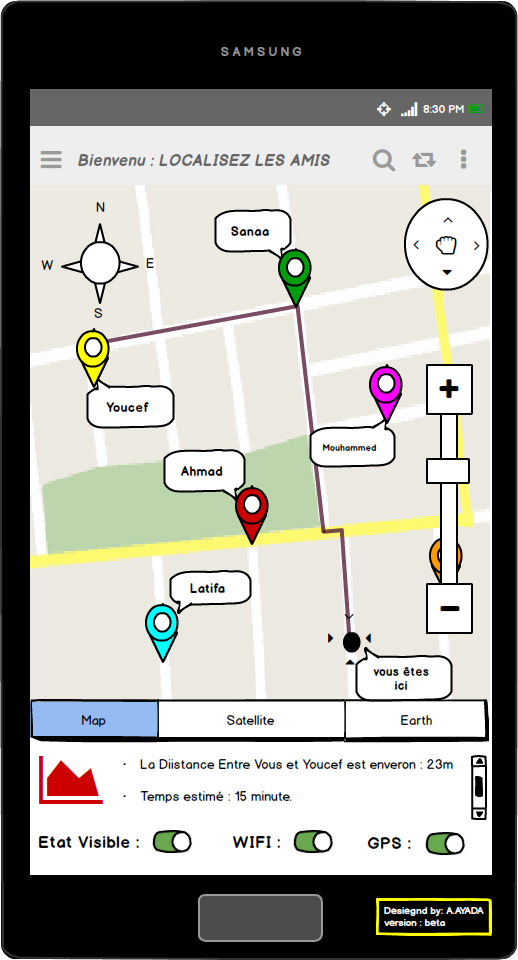 SAMSUNG
8:30 PM
Bienvenu : LOCALISEZ LES AMIS
N
W
E
S
Sanaa
Youcef
Mouhammed
Ahmad
Latifa
vous êtes
ici
Map
Satellite
Earth
· La Diistance Entre Vous et Youcef est enveron : 23m
· Temps estimé : 15 minute.
Etat Visible :
WIFI :
GPS :
Desiegnd by: A.AYADA
version : beta